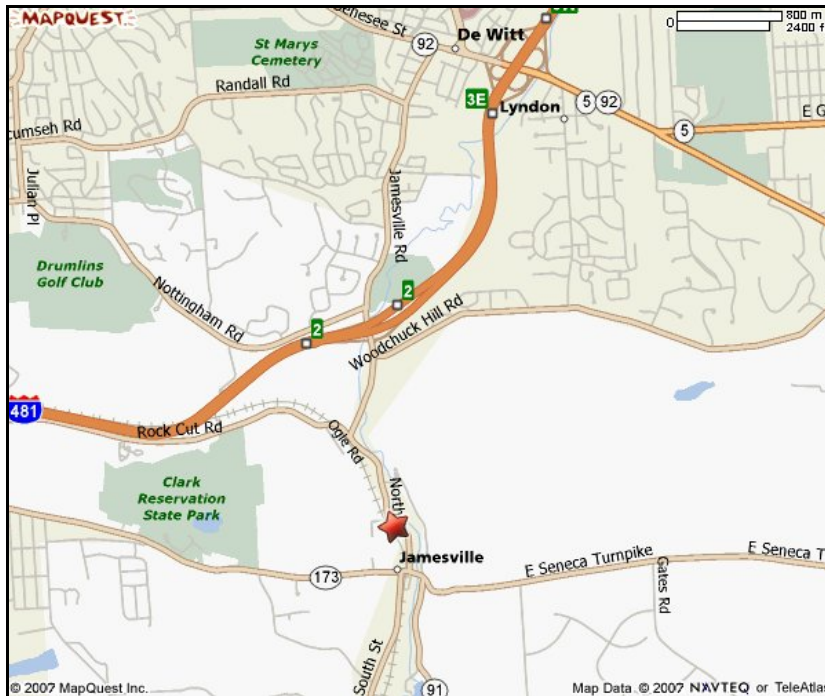 MAPQUEST
Genesee St
De Witt
0
800 m
2400 f
St Marys
Cemetery
92
Randall Rd
3E
Lyndon
5
92
5
E G
cumseh Rd
Julian Pl
Jamesville Rd
Drumlins
Golf Club
Nottingham Rd
2
2
Woodchuck Hill Rd
481
Rock Cut Rd
Ogle Rd
Clark
Reservation
State Park
North
Jamesville
173
E Seneca Turnpike
E Seneca T
Gates Rd
South St
91
© 2007 MapQuest Inc.
Map Data © 2007 NAVTEQ or TeleAtlas